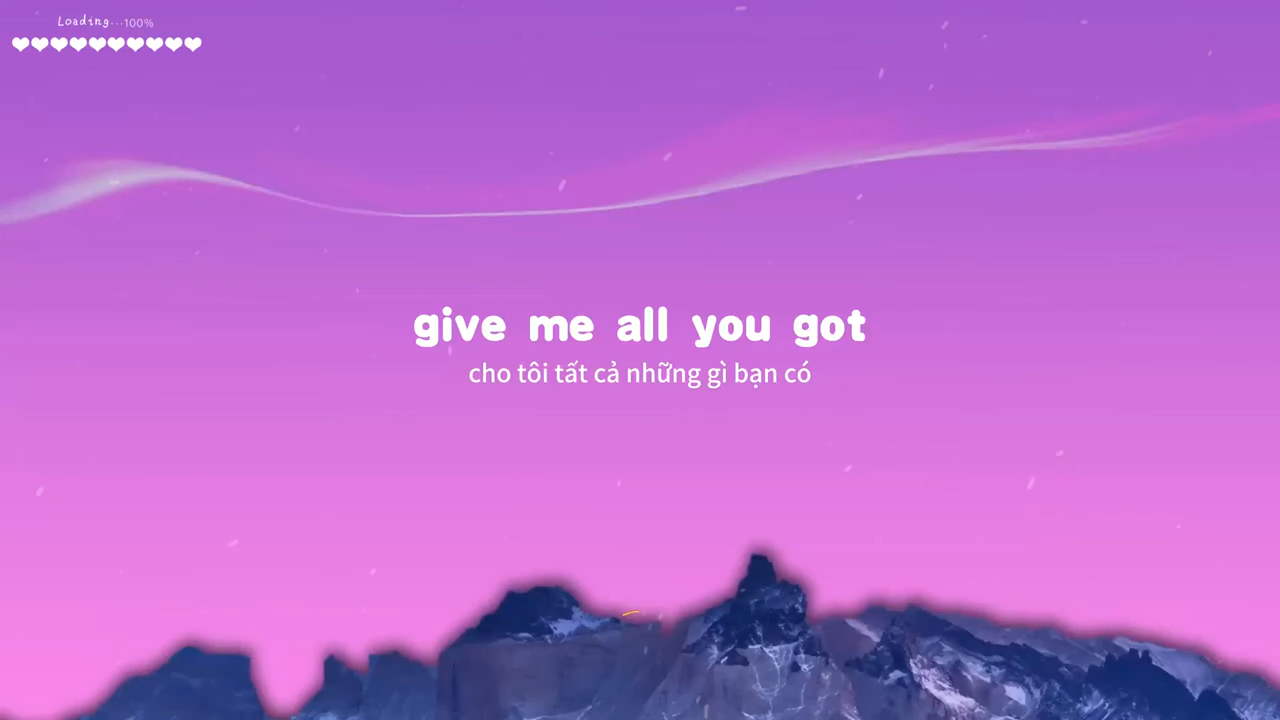 Loading...100%
give me all you got
cho tôi tất cả những gì bạn có